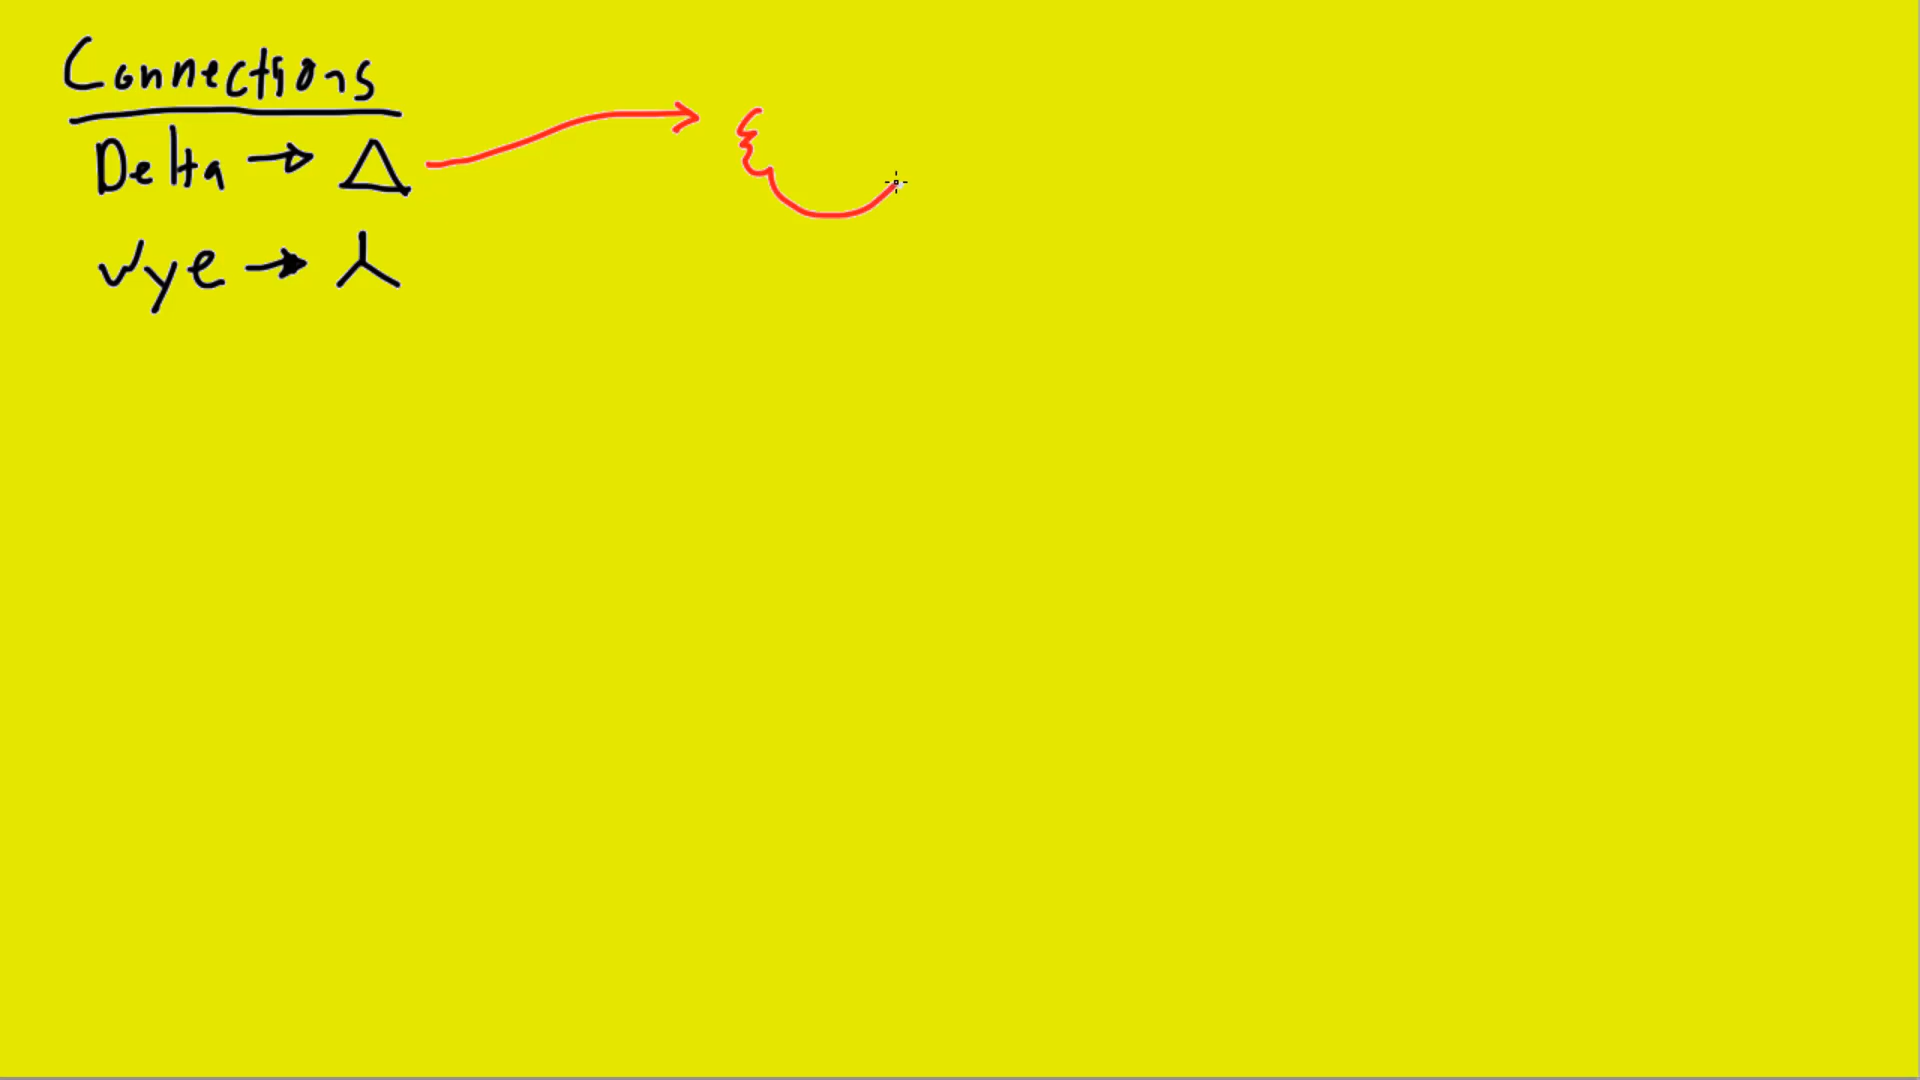 Connections
Delta → Δ
Wye → ⅄